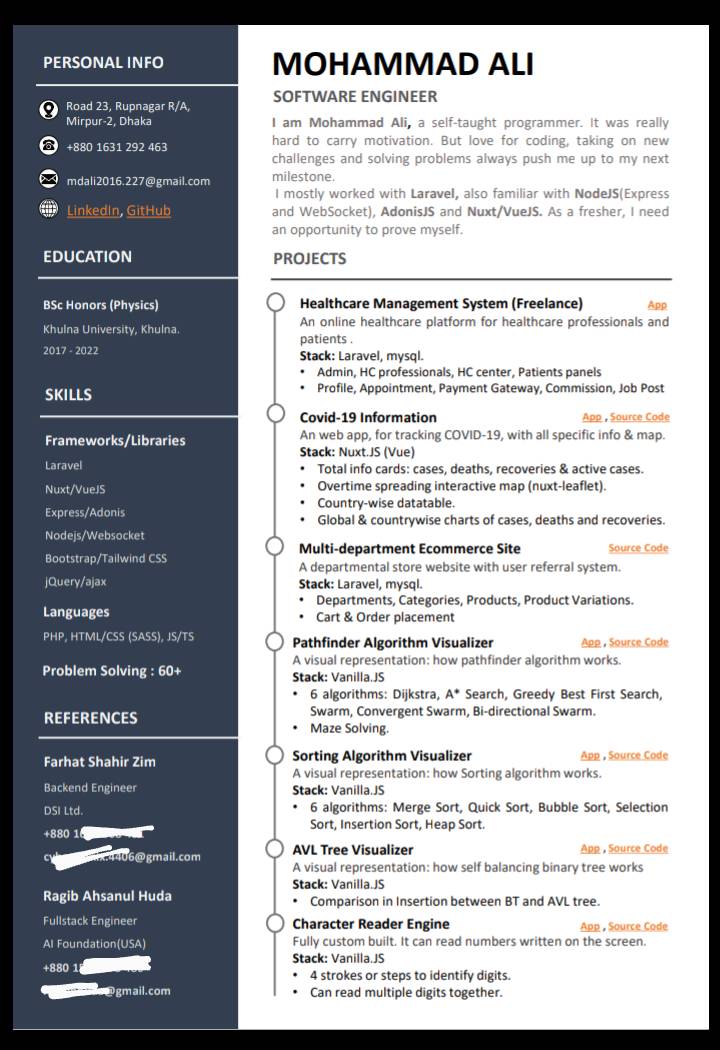 PERSONAL INFO
Road 23, Rupnagar R/A,
Mirpur-2, Dhaka
+880 1631 292 463
mdali2016.227@gmail.com
LinkedIn, GitHub
EDUCATION
BSc Honors (Physics)
Khulna University, Khulna.
2017 - 2022
SKILLS
Frameworks/Libraries
Laravel
Nuxt/VueJS
Express/Adonis
Nodejs/Websocket
Bootstrap/Tailwind CSS
jQuery/ajax
Languages
PHP, HTML/CSS (SASS), JS/TS
Problem Solving : 60+
REFERENCES
Farhat Shahir Zim
Backend Engineer
DSI Ltd.
+880
4406@gmail.com
Ragib Ahsanul Huda
Fullstack Engineer
AI Foundation(USA)
+880
@gmail.com
MOHAMMAD ALI
SOFTWARE ENGINEER
I am Mohammad Ali, a self-taught programmer. It was really
hard to carry motivation. But love for coding, taking on new
challenges and solving problems always push me up to my next
milestone.
I mostly worked with Laravel, also familiar with NodeJS(Express
and WebSocket), AdonisJS and Nuxt/VueJS. As a fresher, I need
an opportunity to prove myself.
PROJECTS
Healthcare Management System (Freelance) App
An online healthcare platform for healthcare professionals and
patients .
Stack: Laravel, mysql.
• Admin, HC professionals, HC center, Patients panels
• Profile, Appointment, Payment Gateway, Commission, Job Post
Covid-19 Information App , Source Code
An web app, for tracking COVID-19, with all specific info & map.
Stack: Nuxt.JS (Vue)
• Total info cards: cases, deaths, recoveries & active cases.
• Overtime spreading interactive map (nuxt-leaflet).
• Country-wise datatable.
• Global & countrywise charts of cases, deaths and recoveries.
Multi-department Ecommerce Site Source Code
A departmental store website with user referral system.
Stack: Laravel, mysql.
• Departments, Categories, Products, Product Variations.
• Cart & Order placement
Pathfinder Algorithm Visualizer App , Source Code
A visual representation: how pathfinder algorithm works.
Stack: Vanilla.JS
• 6 algorithms: Dijkstra, A* Search, Greedy Best First Search,
Swarm, Convergent Swarm, Bi-directional Swarm.
• Maze Solving.
Sorting Algorithm Visualizer App , Source Code
A visual representation: how Sorting algorithm works.
Stack: Vanilla.JS
• 6 algorithms: Merge Sort, Quick Sort, Bubble Sort, Selection
Sort, Insertion Sort, Heap Sort.
AVL Tree Visualizer App , Source Code
A visual representation: how self balancing binary tree works
Stack: Vanilla.JS
• Comparison in Insertion between BT and AVL tree.
Character Reader Engine App , Source Code
Fully custom built. It can read numbers written on the screen.
Stack: Vanilla.JS
• 4 strokes or steps to identify digits.
• Can read multiple digits together.